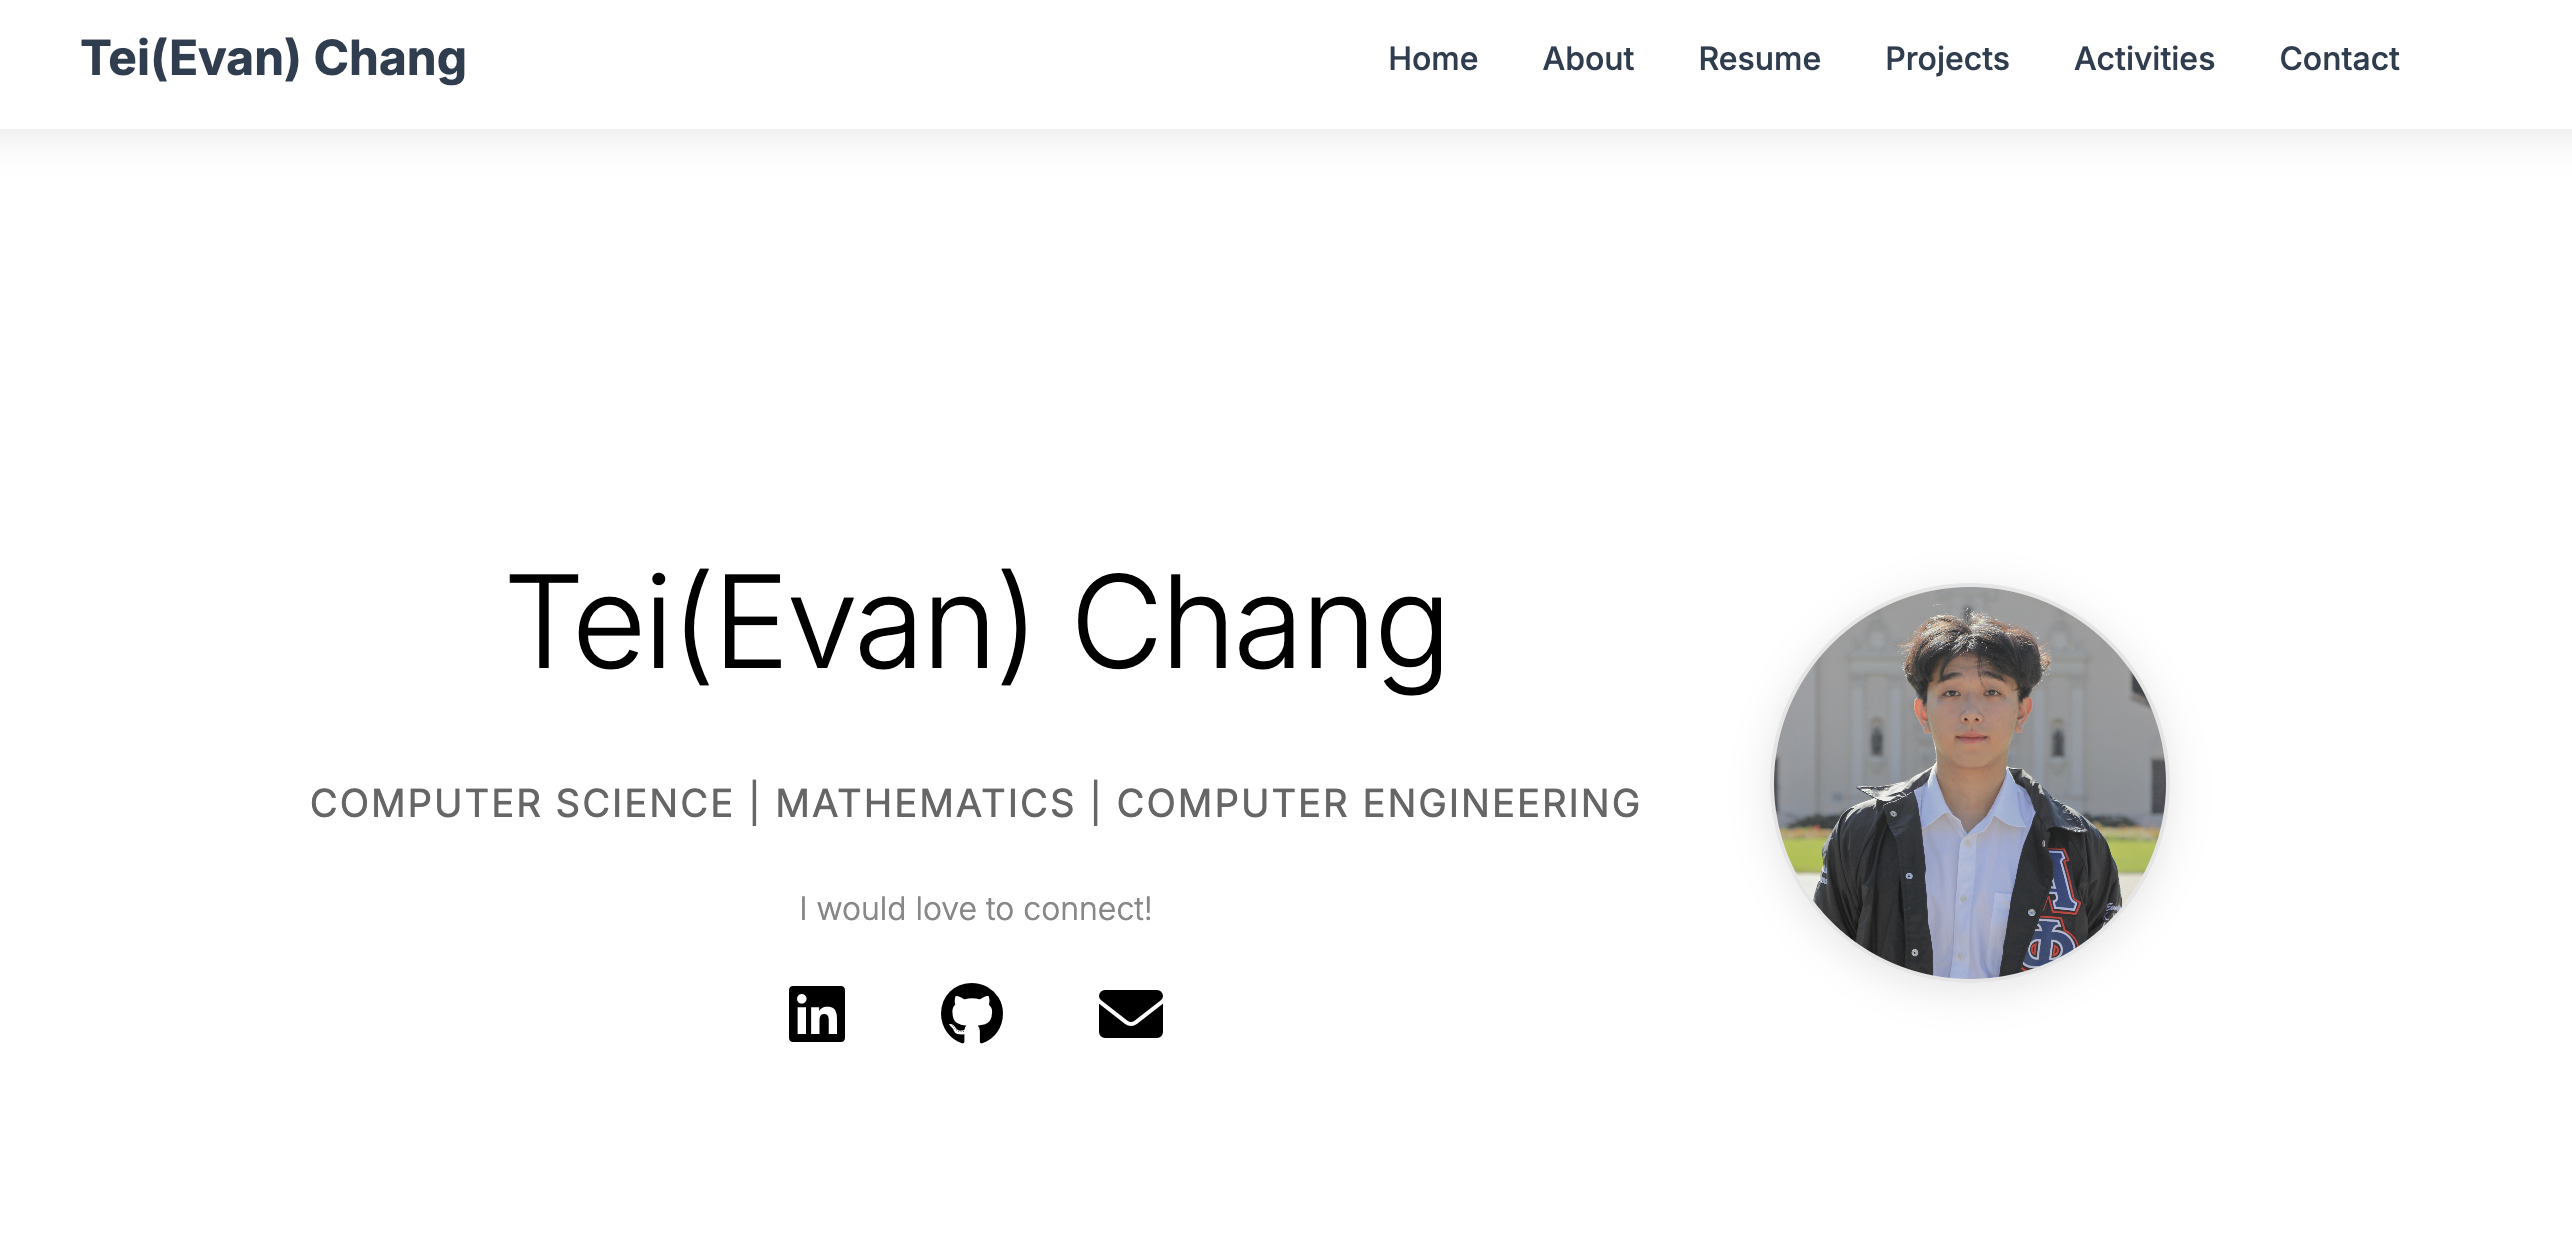 Tei(Evan) Chang
Home About Resume Projects Activities Contact
Tei(Evan) Chang
COMPUTER SCIENCE | MATHEMATICS | COMPUTER ENGINEERING
I would love to connect!
in
Α
Φ